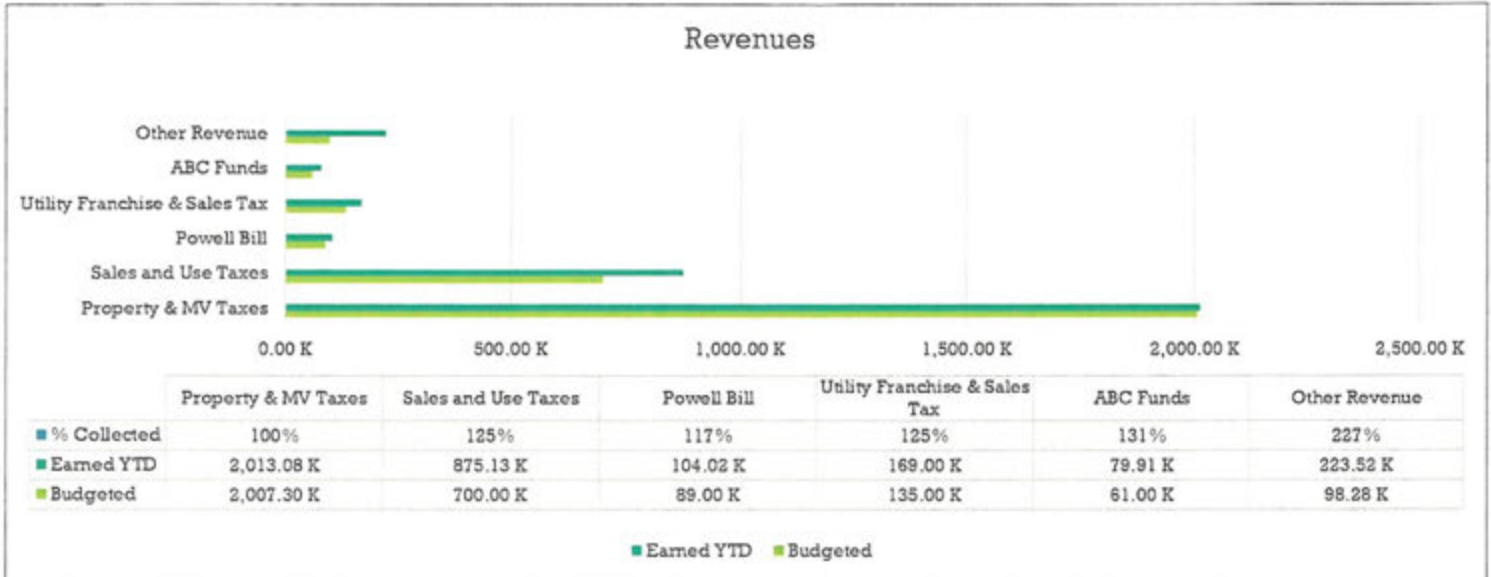 Revenues
Other Revenue
ABC Funds
Utility Franchise & Sales Tax
Powell Bill
Sales and Use Taxes
Property & MV Taxes
0.00 K 500.00 K 1,000.00 K 1,500.00 K 2,000.00 K 2,500.00 K
Property & MV Taxes Sales and Use Taxes Powell Bill Utility Franchise & Sales Tax ABC Funds Other Revenue
% Collected 100% 125% 117% 125% 131% 227%
Earned YTD 2,013.08 K 875.13 K 104.02 K 169.00 K 79.91 K 223.52 K
Budgeted 2,007.30 K 700.00 K 89.00 K 135.00 K 61.00 K 98.28 K
Earned YTD Budgeted